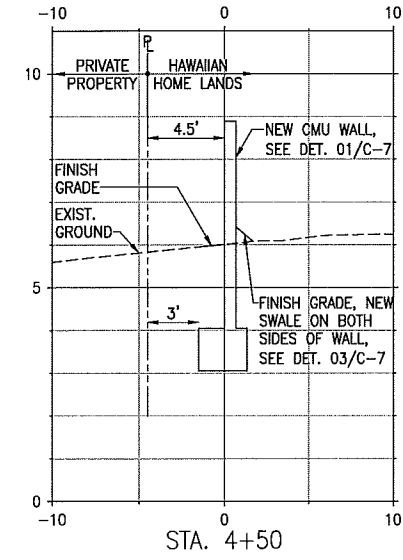 -10 0 10
PL
10
PRIVATE PROPERTY
HAWAIIAN HOME LANDS
4.5'
NEW CMU WALL,
SEE DET. 01/C-7
FINISH
GRADE
EXIST.
GROUND
5
3'
FINISH GRADE, NEW
SWALE ON BOTH
SIDES OF WALL,
SEE DET. 03/C-7
0
-10 0 10
STA. 4+50